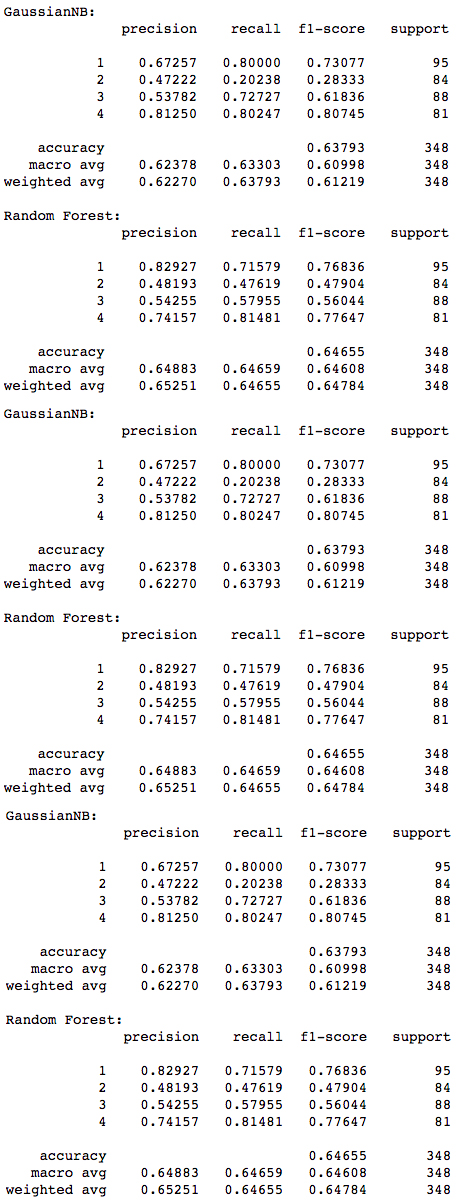 GaussianNB:
precision recall f1-score support
1 0.67257 0.80000 0.73077 95
2 0.47222 0.20238 0.28333 84
3 0.53782 0.72727 0.61836 88
4 0.81250 0.80247 0.80745 81
accuracy 0.63793 348
macro avg 0.62378 0.63303 0.60998 348
weighted avg 0.62270 0.63793 0.61219 348
Random Forest:
precision recall f1-score support
1 0.82927 0.71579 0.76836 95
2 0.48193 0.47619 0.47904 84
3 0.54255 0.57955 0.56044 88
4 0.74157 0.81481 0.77647 81
accuracy 0.64655 348
macro avg 0.64883 0.64659 0.64608 348
weighted avg 0.65251 0.64655 0.64784 348
GaussianNB:
precision recall f1-score support
1 0.67257 0.80000 0.73077 95
2 0.47222 0.20238 0.28333 84
3 0.53782 0.72727 0.61836 88
4 0.81250 0.80247 0.80745 81
accuracy 0.63793 348
macro avg 0.62378 0.63303 0.60998 348
weighted avg 0.62270 0.63793 0.61219 348
Random Forest:
precision recall f1-score support
1 0.82927 0.71579 0.76836 95
2 0.48193 0.47619 0.47904 84
3 0.54255 0.57955 0.56044 88
4 0.74157 0.81481 0.77647 81
accuracy 0.64655 348
macro avg 0.64883 0.64659 0.64608 348
weighted avg 0.65251 0.64655 0.64784 348
GaussianNB:
precision recall f1-score support
1 0.67257 0.80000 0.73077 95
2 0.47222 0.20238 0.28333 84
3 0.53782 0.72727 0.61836 88
4 0.81250 0.80247 0.80745 81
accuracy 0.63793 348
macro avg 0.62378 0.63303 0.60998 348
weighted avg 0.62270 0.63793 0.61219 348
Random Forest:
precision recall f1-score support
1 0.82927 0.71579 0.76836 95
2 0.48193 0.47619 0.47904 84
3 0.54255 0.57955 0.56044 88
4 0.74157 0.81481 0.77647 81
accuracy 0.64655 348
macro avg 0.64883 0.64659 0.64608 348
weighted avg 0.65251 0.64655 0.64784 348